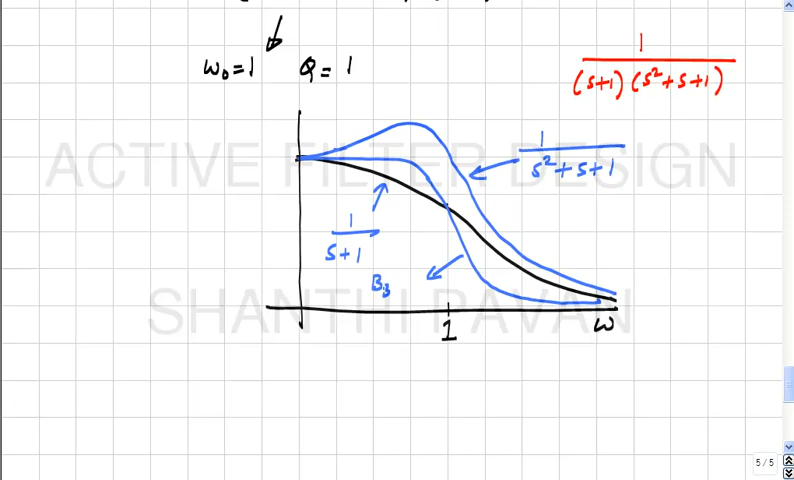 ω₀=1 Q = 1
1/((s+1)(s²+s+1))
ACTIVE FILTER DESIGN
1/(s²+s+1)
1/(s+1)
B₃
SHANTHI PAVAN
1
ω
5 / 5